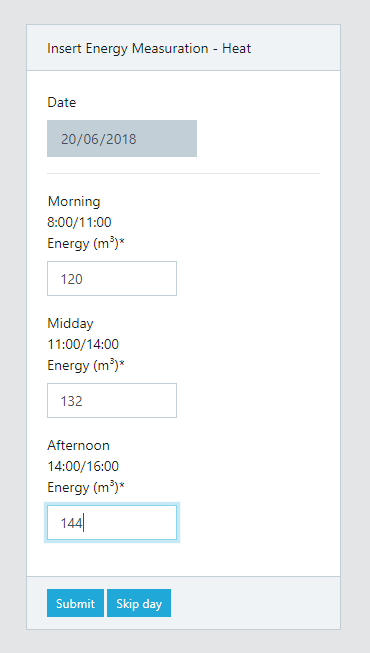 Insert Energy Measuration - Heat
Date
20/06/2018
Morning
8:00/11:00
Energy (m³)*
120
Midday
11:00/14:00
Energy (m³)*
132
Afternoon
14:00/16:00
Energy (m³)*
144
Submit Skip day